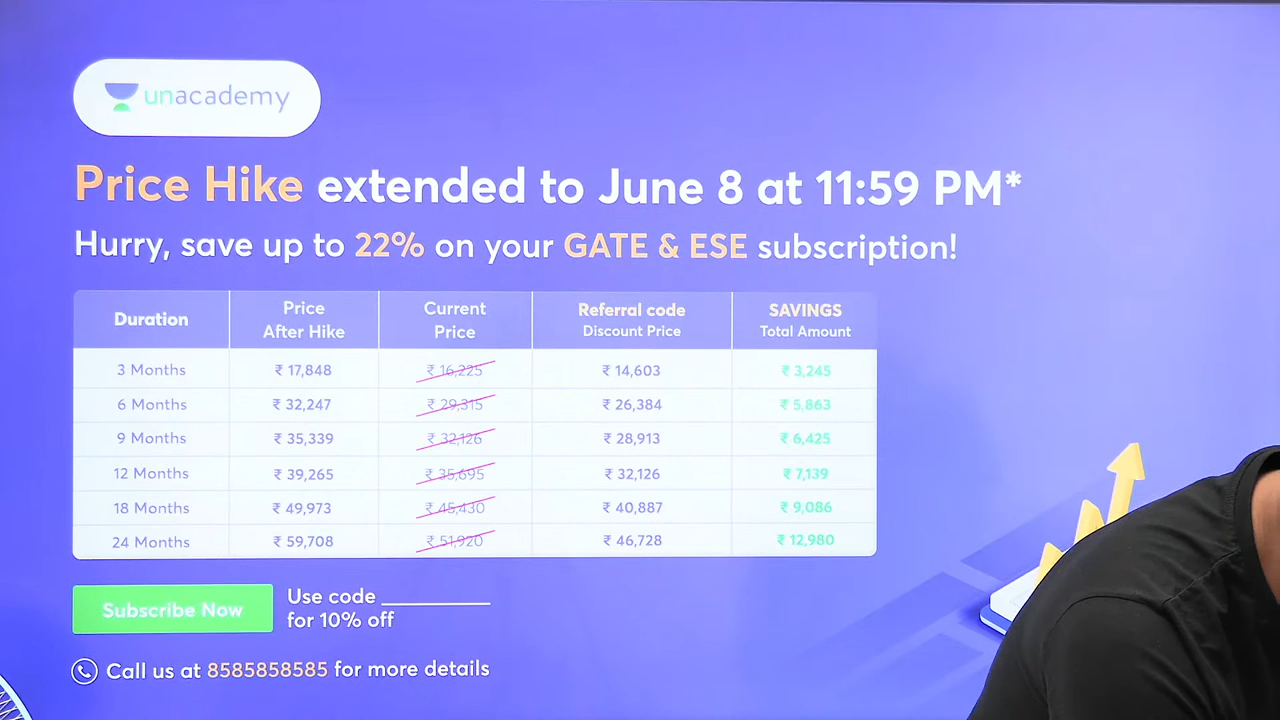 unacademy
Price Hike extended to June 8 at 11:59 PM*
Hurry, save up to 22% on your GATE & ESE subscription!
Duration Price After Hike Current Price Referral code Discount Price SAVINGS Total Amount
3 Months ₹ 17,848 ₹ 16,225 ₹ 14,603 ₹ 3,245
6 Months ₹ 32,247 ₹ 29,315 ₹ 26,384 ₹ 5,863
9 Months ₹ 35,339 ₹ 32,126 ₹ 28,913 ₹ 6,425
12 Months ₹ 39,265 ₹ 35,695 ₹ 32,126 ₹ 7,139
18 Months ₹ 49,973 ₹ 45,430 ₹ 40,887 ₹ 9,086
24 Months ₹ 59,708 ₹ 51,920 ₹ 46,728 ₹ 12,980
Subscribe Now
Use code ________
for 10% off
Call us at 8585858585 for more details